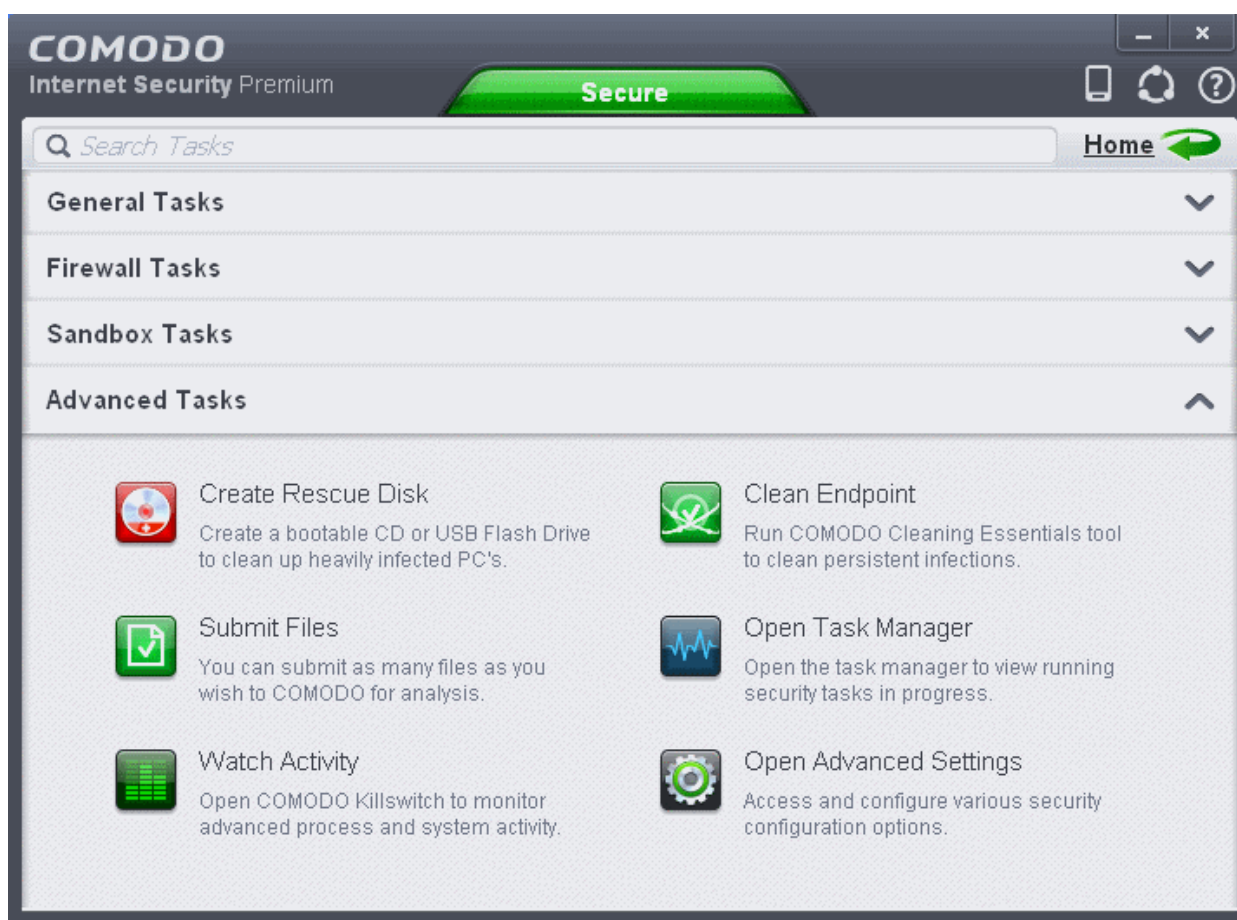 COMODO
Internet Security Premium
Secure
Search Tasks
Home
General Tasks
Firewall Tasks
Sandbox Tasks
Advanced Tasks
Create Rescue Disk
Create a bootable CD or USB Flash Drive
to clean up heavily infected PC's.
Clean Endpoint
Run COMODO Cleaning Essentials tool
to clean persistent infections.
Submit Files
You can submit as many files as you
wish to COMODO for analysis.
Open Task Manager
Open the task manager to view running
security tasks in progress.
Watch Activity
Open COMODO Killswitch to monitor
advanced process and system activity.
Open Advanced Settings
Access and configure various security
configuration options.